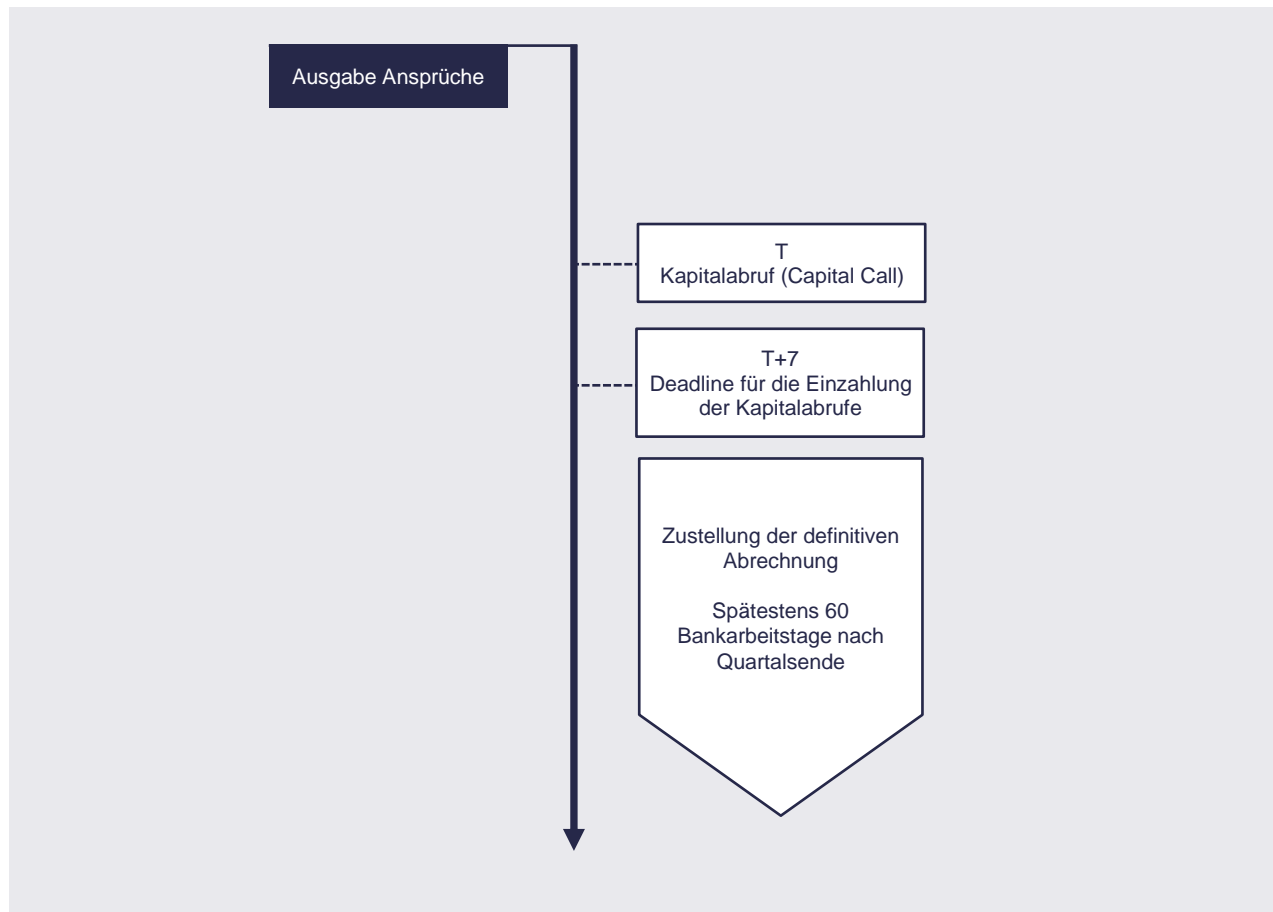 Ausgabe Ansprüche
T
Kapitalabruf (Capital Call)
T+7
Deadline für die Einzahlung
der Kapitalabrufe
Zustellung der definitiven
Abrechnung
Spätestens 60
Bankarbeitstage nach
Quartalsende